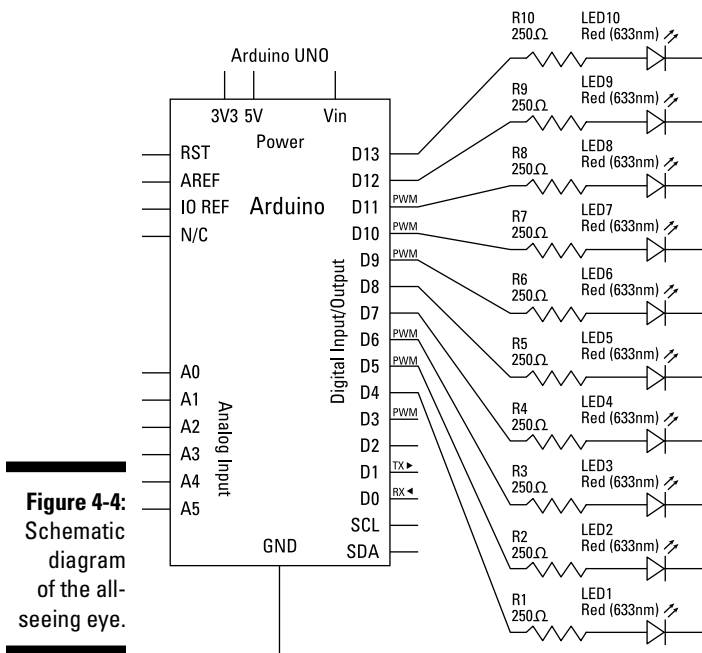 Arduino UNO
3V3 5V Vin
Power
RST
AREF
IO REF
N/C
Arduino
A0
A1
A2
A3
A4
A5
Analog Input
GND
Digital Input/Output
D13
D12
D11 PWM
D10 PWM
D9 PWM
D8
D7
D6 PWM
D5 PWM
D4
D3 PWM
D2
D1 TX ▶
D0 RX ◀
SCL
SDA
R10 LED10
250Ω Red (633nm)
R9 LED9
250Ω Red (633nm)
R8 LED8
250Ω Red (633nm)
R7 LED7
250Ω Red (633nm)
R6 LED6
250Ω Red (633nm)
R5 LED5
250Ω Red (633nm)
R4 LED4
250Ω Red (633nm)
R3 LED3
250Ω Red (633nm)
R2 LED2
250Ω Red (633nm)
R1 LED1
250Ω Red (633nm)
Figure 4-4:
Schematic
diagram
of the all-
seeing eye.